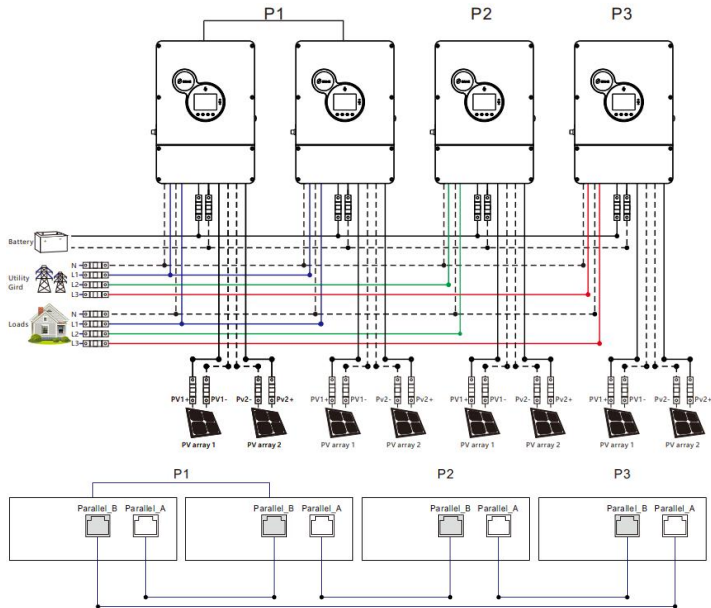 P1 P2 P3
Battery
N
Utility L1
Gird L2
L3
N
Loads L1
L2
L3
PV1+ PV1- Pv2- Pv2+ PV1+ PV1- Pv2- Pv2+ PV1+ PV1- Pv2- Pv2+ PV1+ PV1- Pv2- Pv2+
PV array 1 PV array 2 PV array 1 PV array 2 PV array 1 PV array 2 PV array 1 PV array 2
P1 P2 P3
Parallel_B Parallel_A Parallel_B Parallel_A Parallel_B Parallel_A Parallel_B Parallel_A